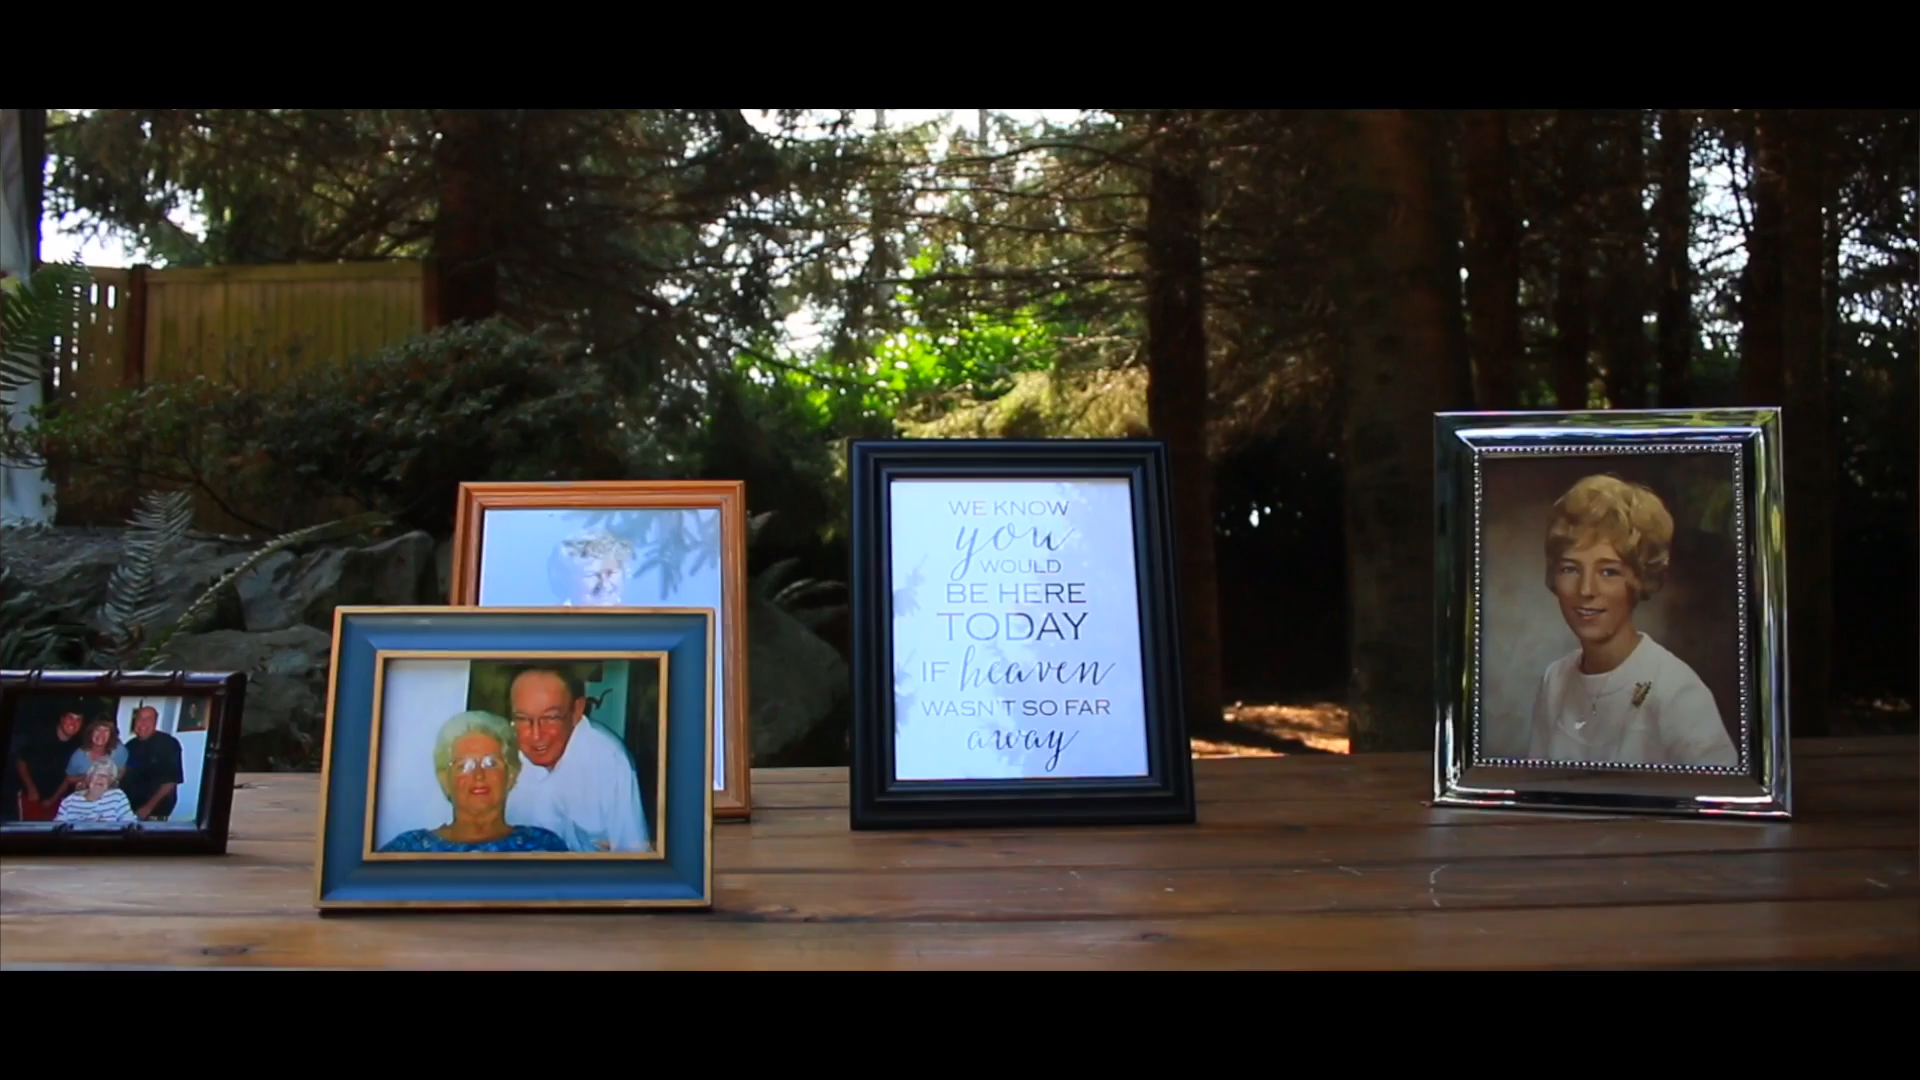 WE KNOW
you
WOULD
BE HERE
TODAY
IF heaven
WASN'T SO FAR
away